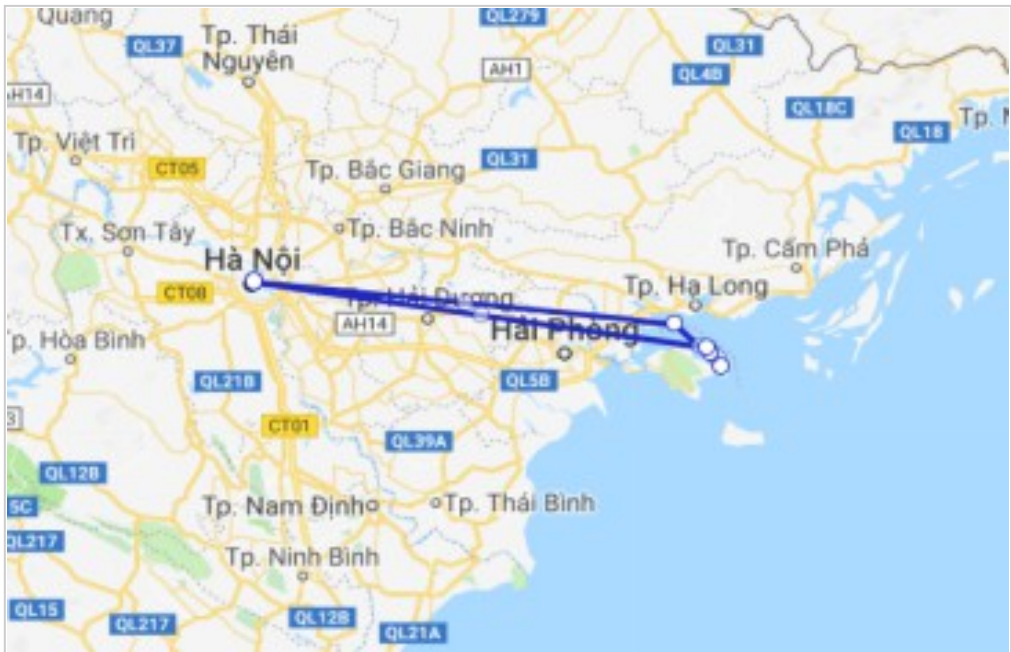 Quang
QL279
Tp. Thái
Nguyên
QL37
QL31
AH1
QL4B
AH14
QL18C
Tp. Việt Trì
QL18
CT05
QL31
Tp. Bắc Giang
Tx. Sơn Tây
Tp. Bắc Ninh
Tp. Cẩm Phả
Hà Nội
CT08
Tp. Hạ Long
Tp. Hải Dương
AH14
Hải Phòng
p. Hòa Bình
QL21B
QL5B
CT01
QL39A
QL12B
5C
Tp. Nam Định
Tp. Thái Bình
QL217
Tp. Ninh Bình
QL15
QL217
QL12B
QL21A